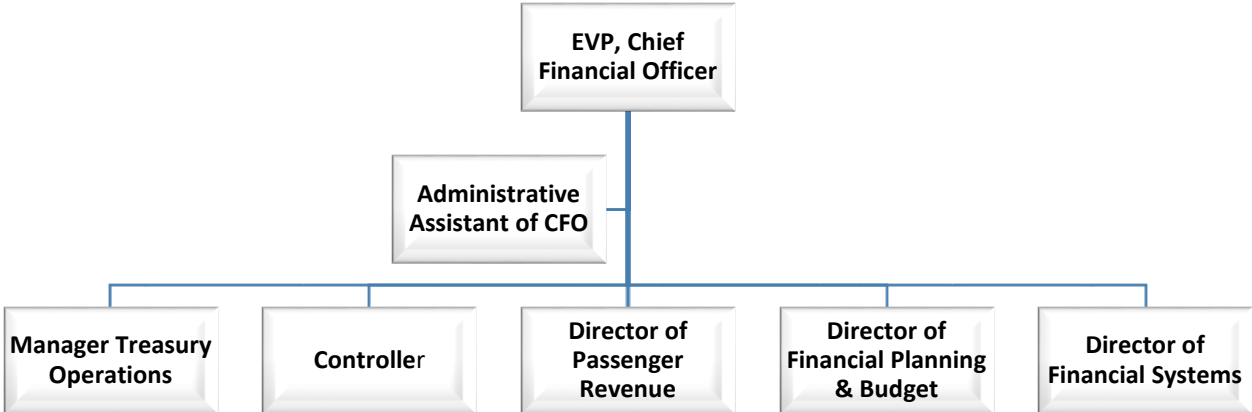 EVP, Chief
Financial Officer
Administrative
Assistant of CFO
Manager Treasury
Operations
Controller
Director of
Passenger
Revenue
Director of
Financial Planning
& Budget
Director of
Financial Systems